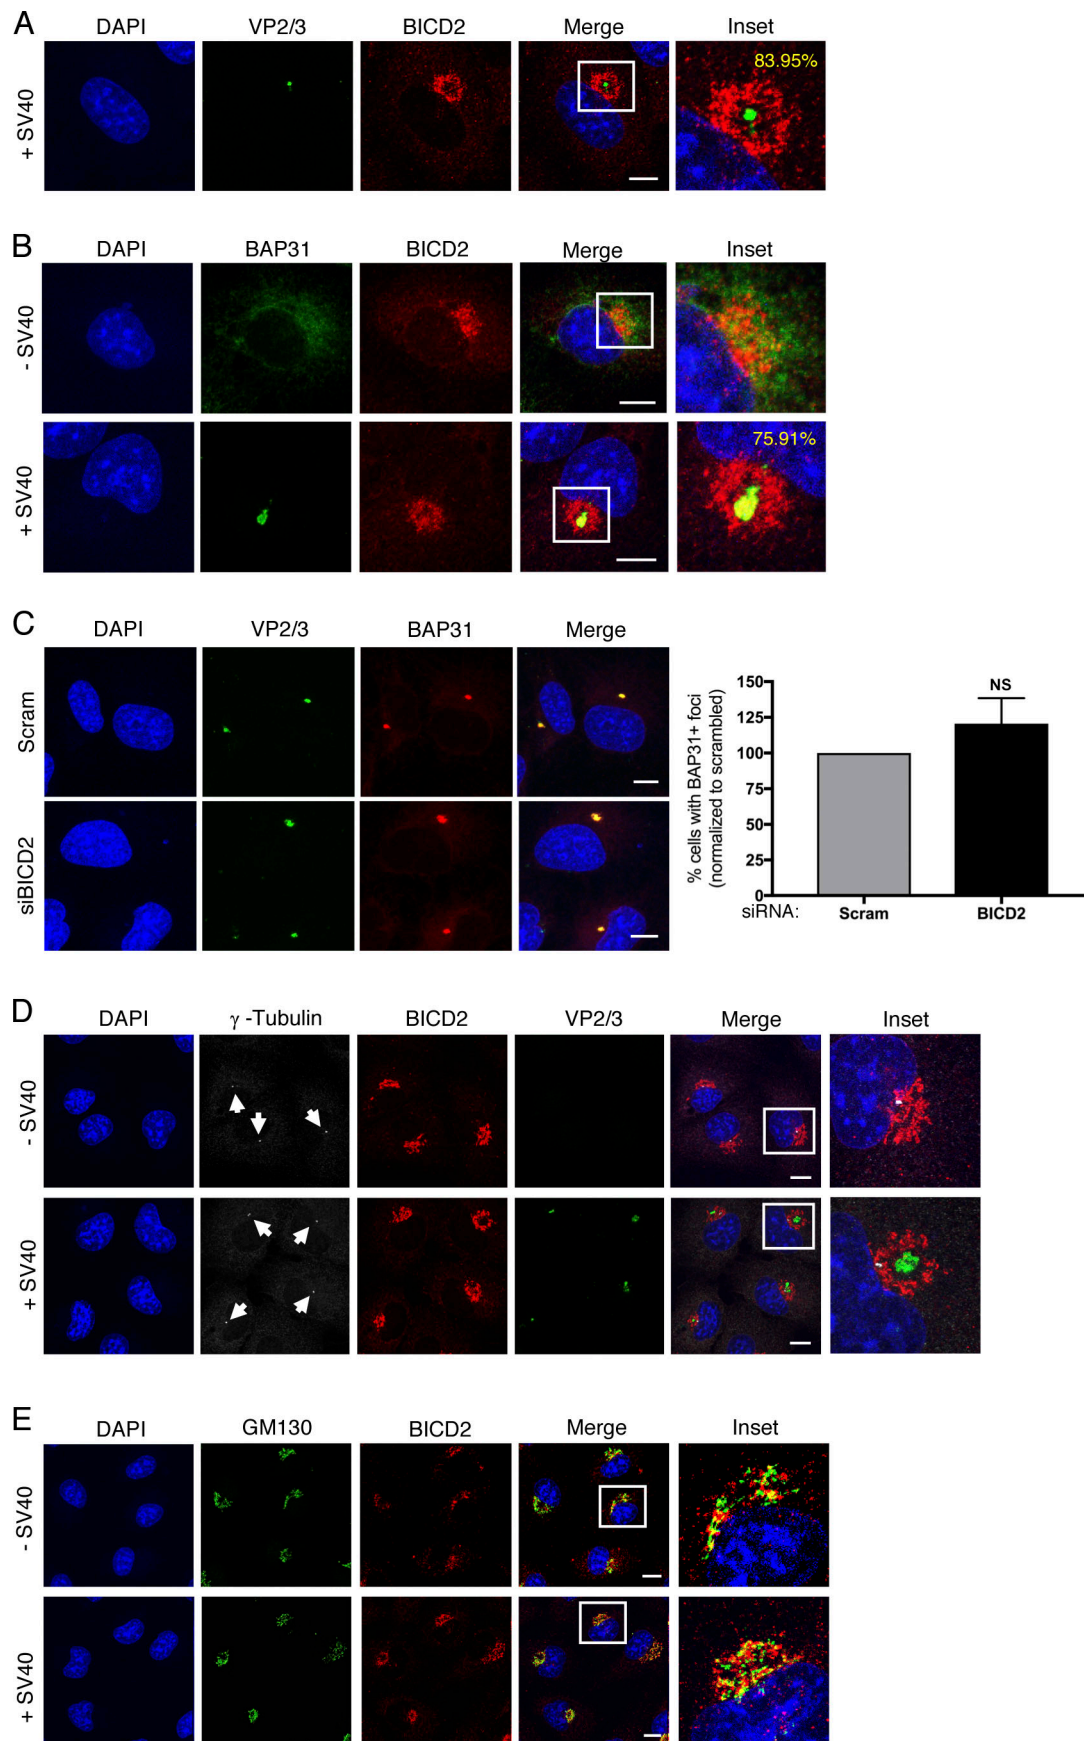 A
DAPI VP2/3 BICD2 Merge Inset
+ SV40
83.95%
B
DAPI BAP31 BICD2 Merge Inset
- SV40
+ SV40
75.91%
C
DAPI VP2/3 BAP31 Merge
Scram
siBICD2
% cells with BAP31+ foci
(normalized to scrambled)
150
125
100
75
50
25
0
NS
siRNA: Scram BICD2
D
DAPI γ -Tubulin BICD2 VP2/3 Merge Inset
- SV40
+ SV40
E
DAPI GM130 BICD2 Merge Inset
- SV40
+ SV40